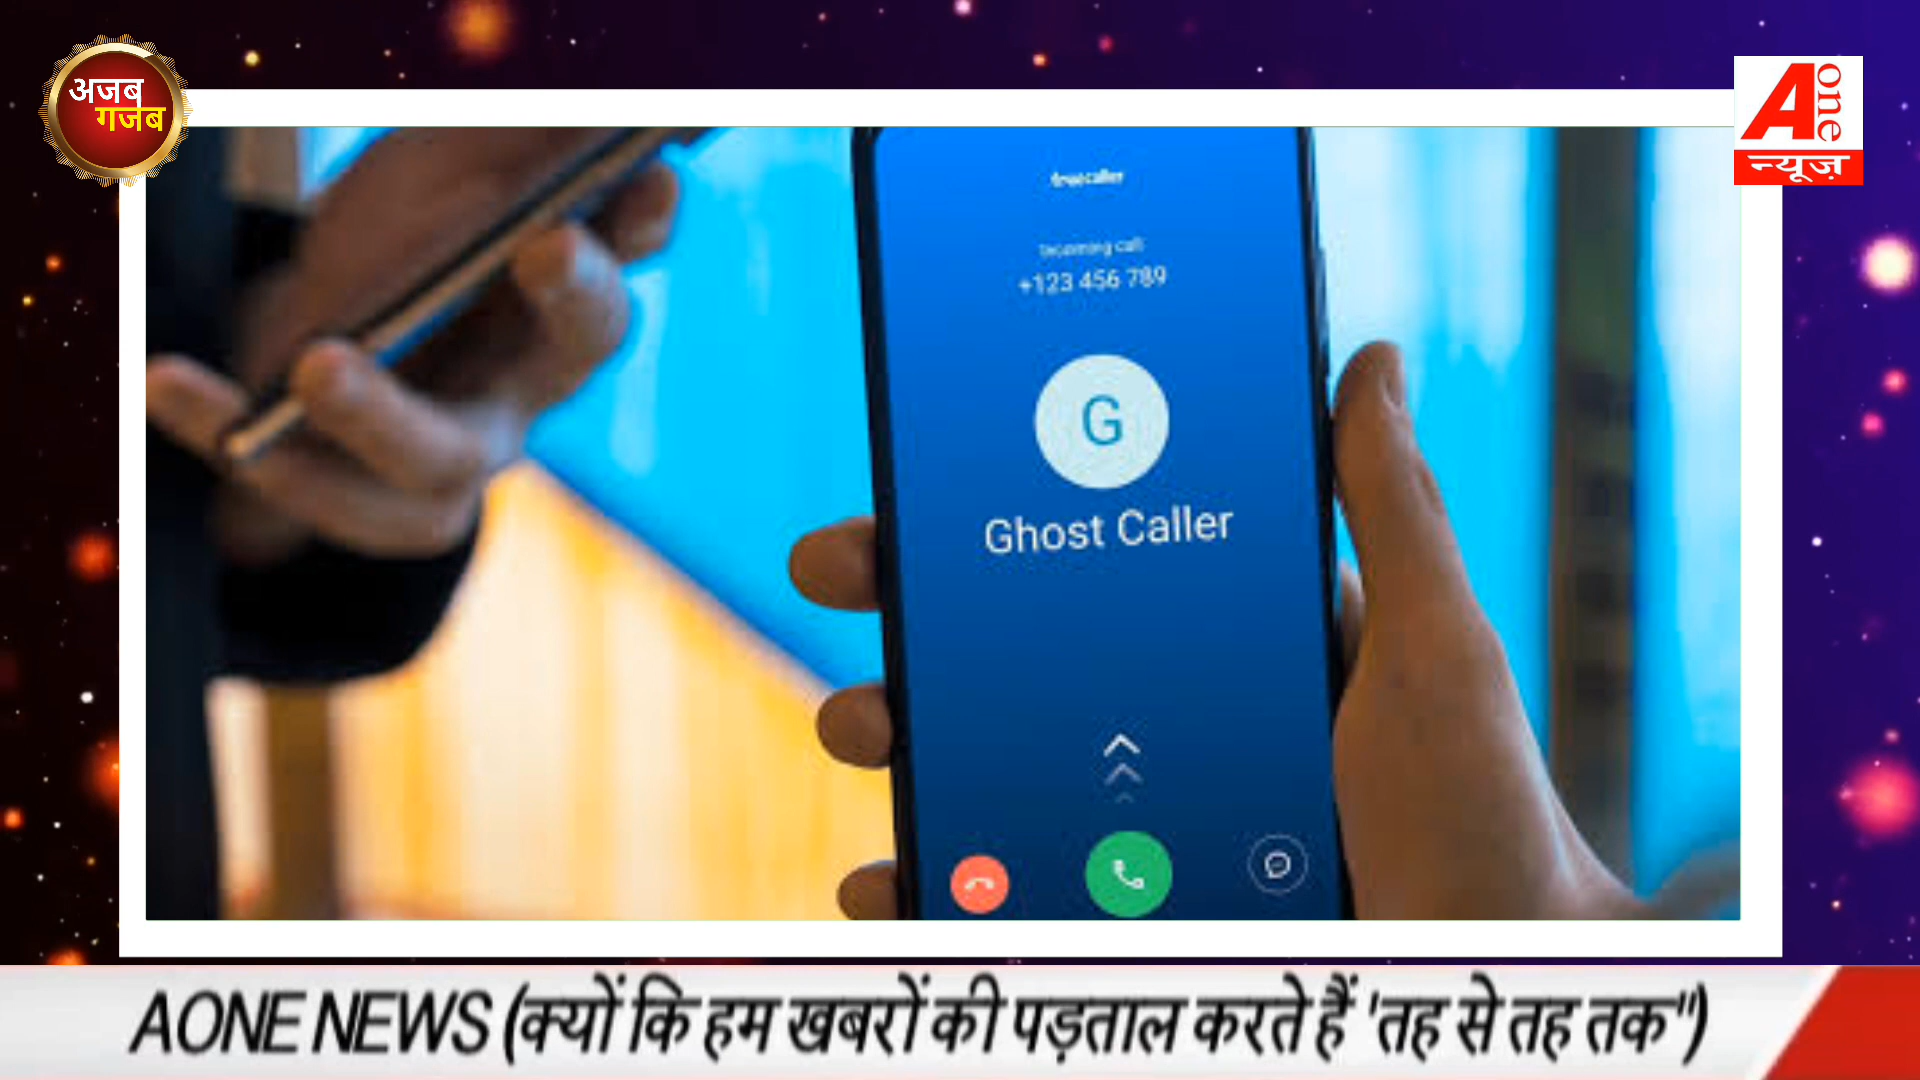 अजब
गजब
A one
न्यूज़
truecaller
Incoming call
+123 456 789
G
Ghost Caller
AONE NEWS (क्यों कि हम खबरों की पड़ताल करते हैं 'तह से तह तक")